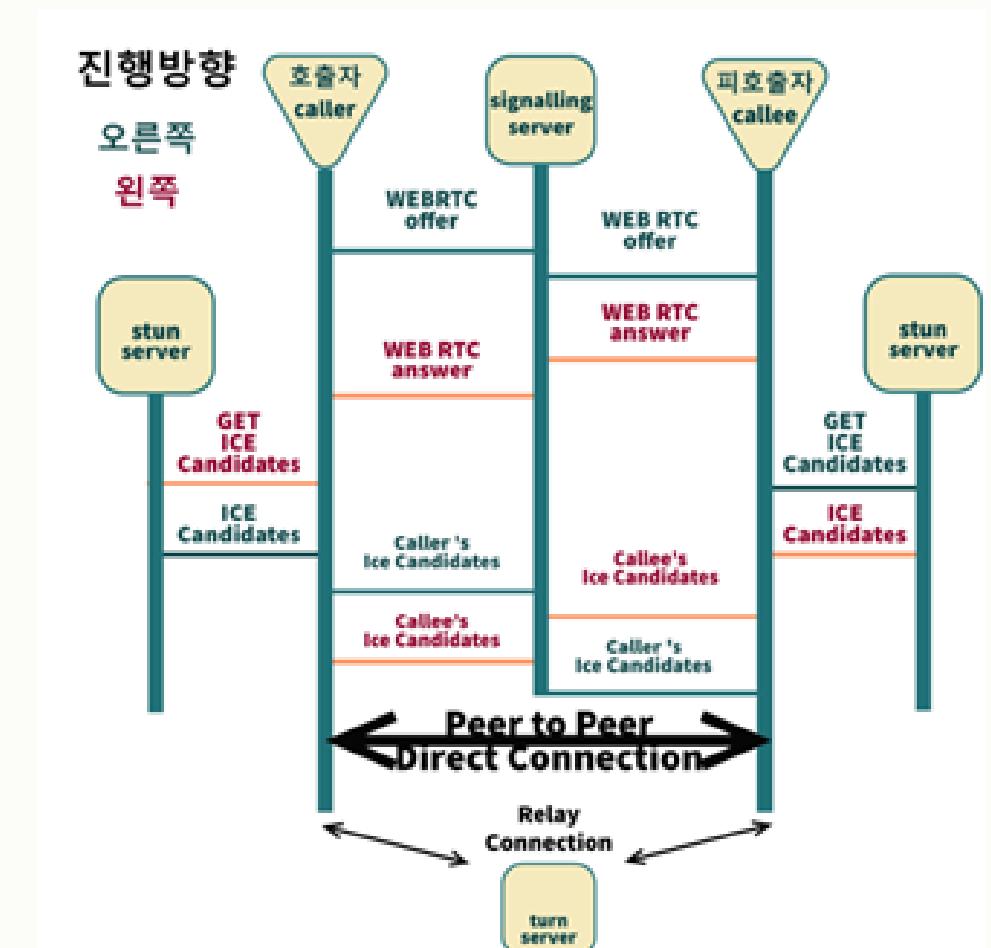 진행방향
오른쪽
왼쪽
호출자
caller
signalling
server
피호출자
callee
WEBRTC
offer
WEB RTC
offer
WEB RTC
answer
WEB RTC
answer
stun
server
stun
server
GET
ICE
Candidates
ICE
Candidates
GET
ICE
Candidates
ICE
Candidates
Caller 's
Ice Candidates
Callee's
Ice Candidates
Callee's
Ice Candidates
Caller 's
Ice Candidates
Peer to Peer
Direct Connection
Relay
Connection
turn
server